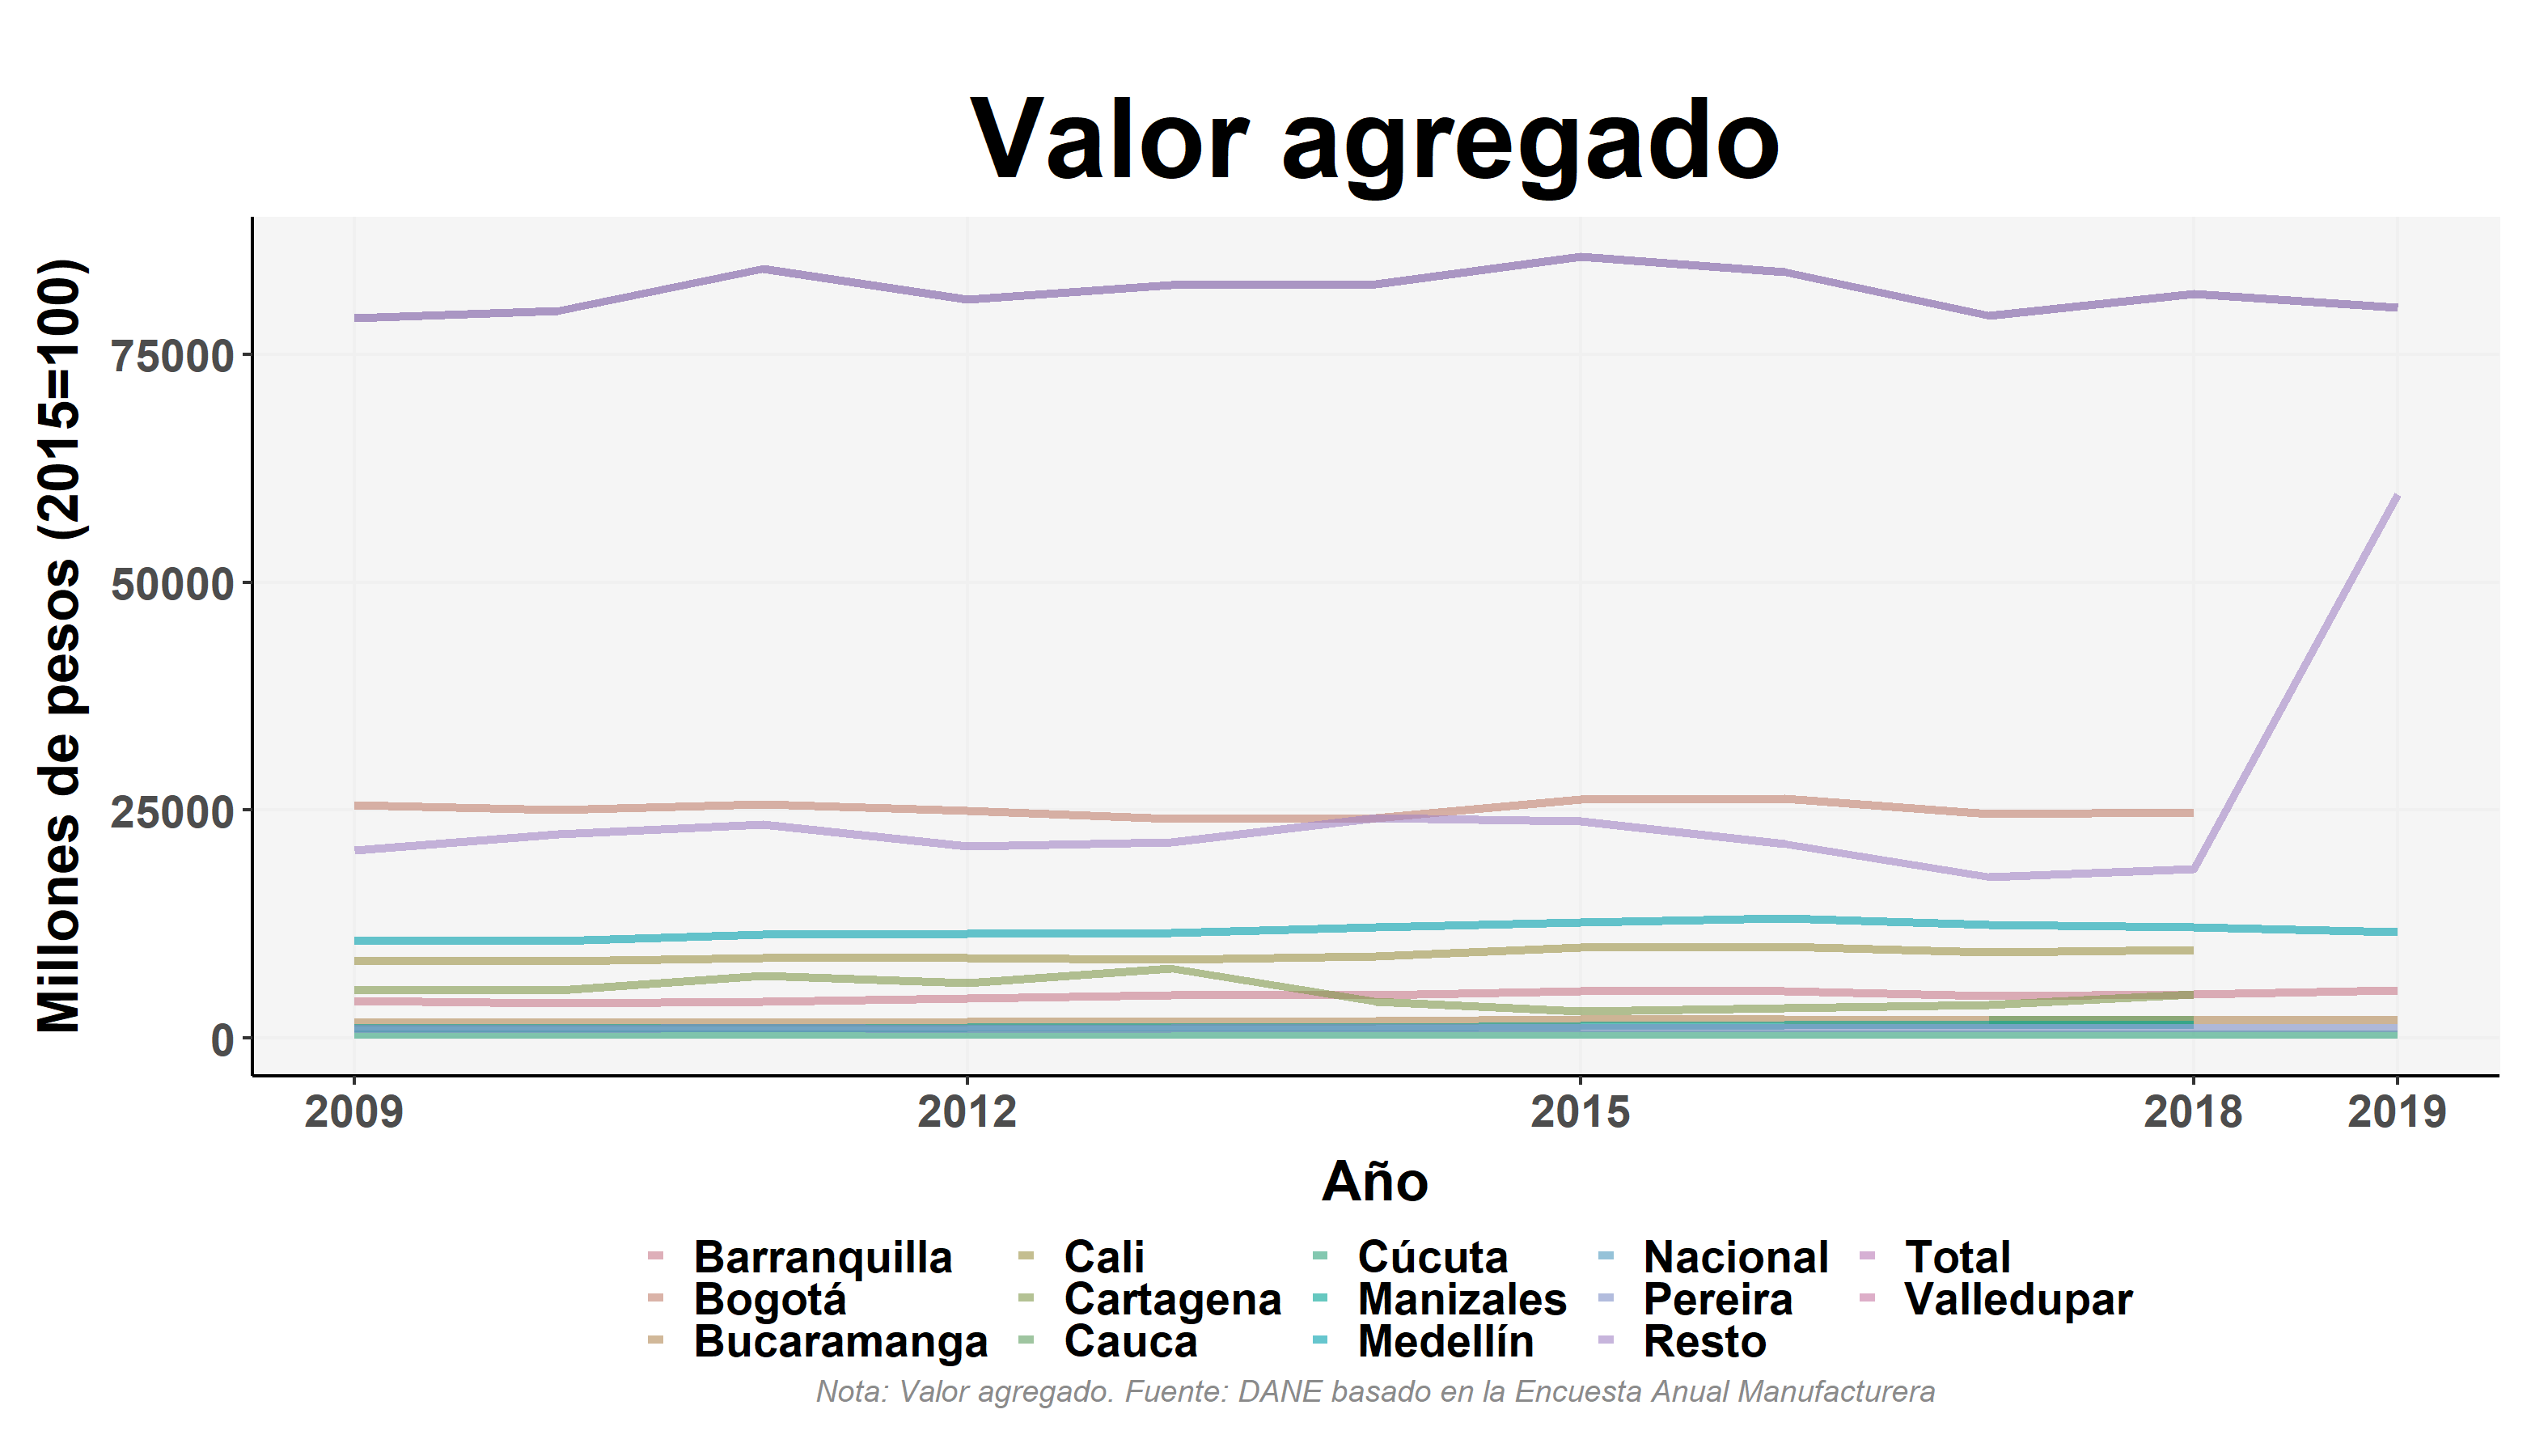 Valor agregado
Millones de pesos (2015=100)
75000
50000
25000
0
2009 2012 2015 2018 2019
Año
Barranquilla Cali Cúcuta Nacional Total
Bogotá Cartagena Manizales Pereira Valledupar
Bucaramanga Cauca Medellín Resto
Nota: Valor agregado. Fuente: DANE basado en la Encuesta Anual Manufacturera